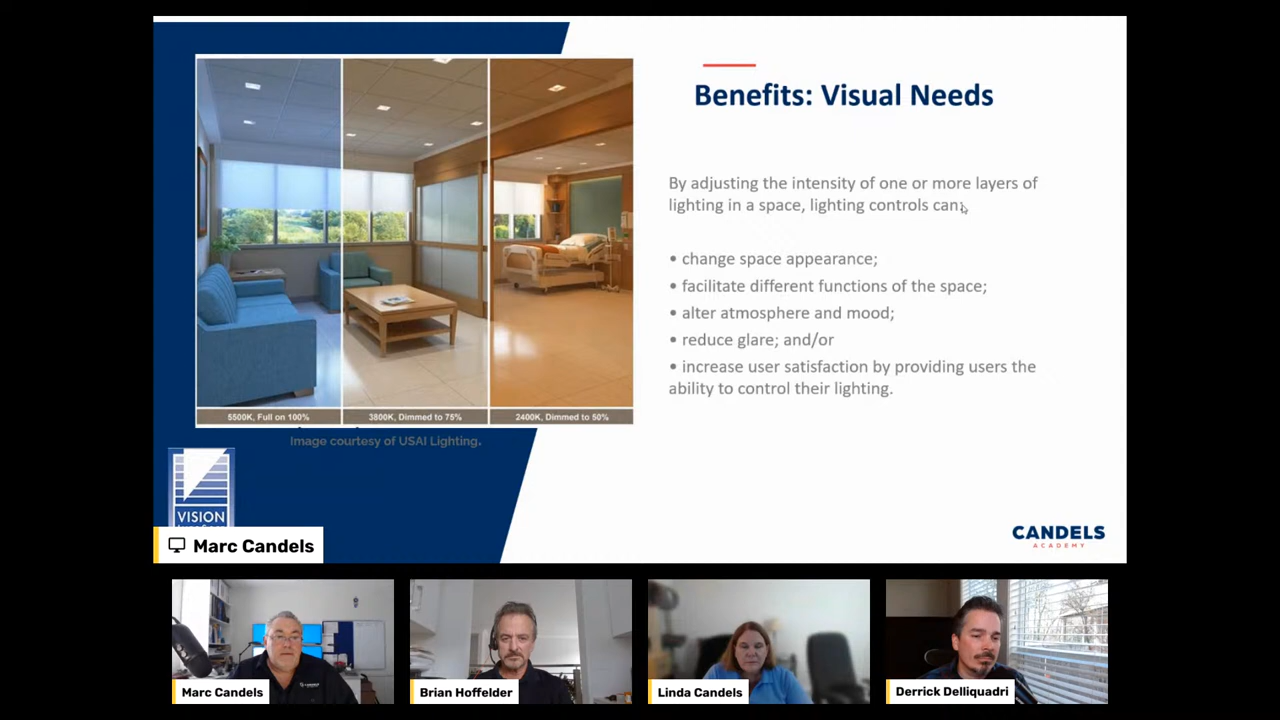 Benefits: Visual Needs
By adjusting the intensity of one or more layers of
lighting in a space, lighting controls can:
• change space appearance;
• facilitate different functions of the space;
• alter atmosphere and mood;
• reduce glare; and/or
• increase user satisfaction by providing users the
ability to control their lighting.
5500K, Full on 100%
3800K, Dimmed to 75%
2400K, Dimmed to 50%
Image courtesy of USAI Lighting.
VISION
Marc Candels
CANDELS
ACADEMY
Marc Candels
Brian Hoffelder
Linda Candels
Derrick Delliquadri